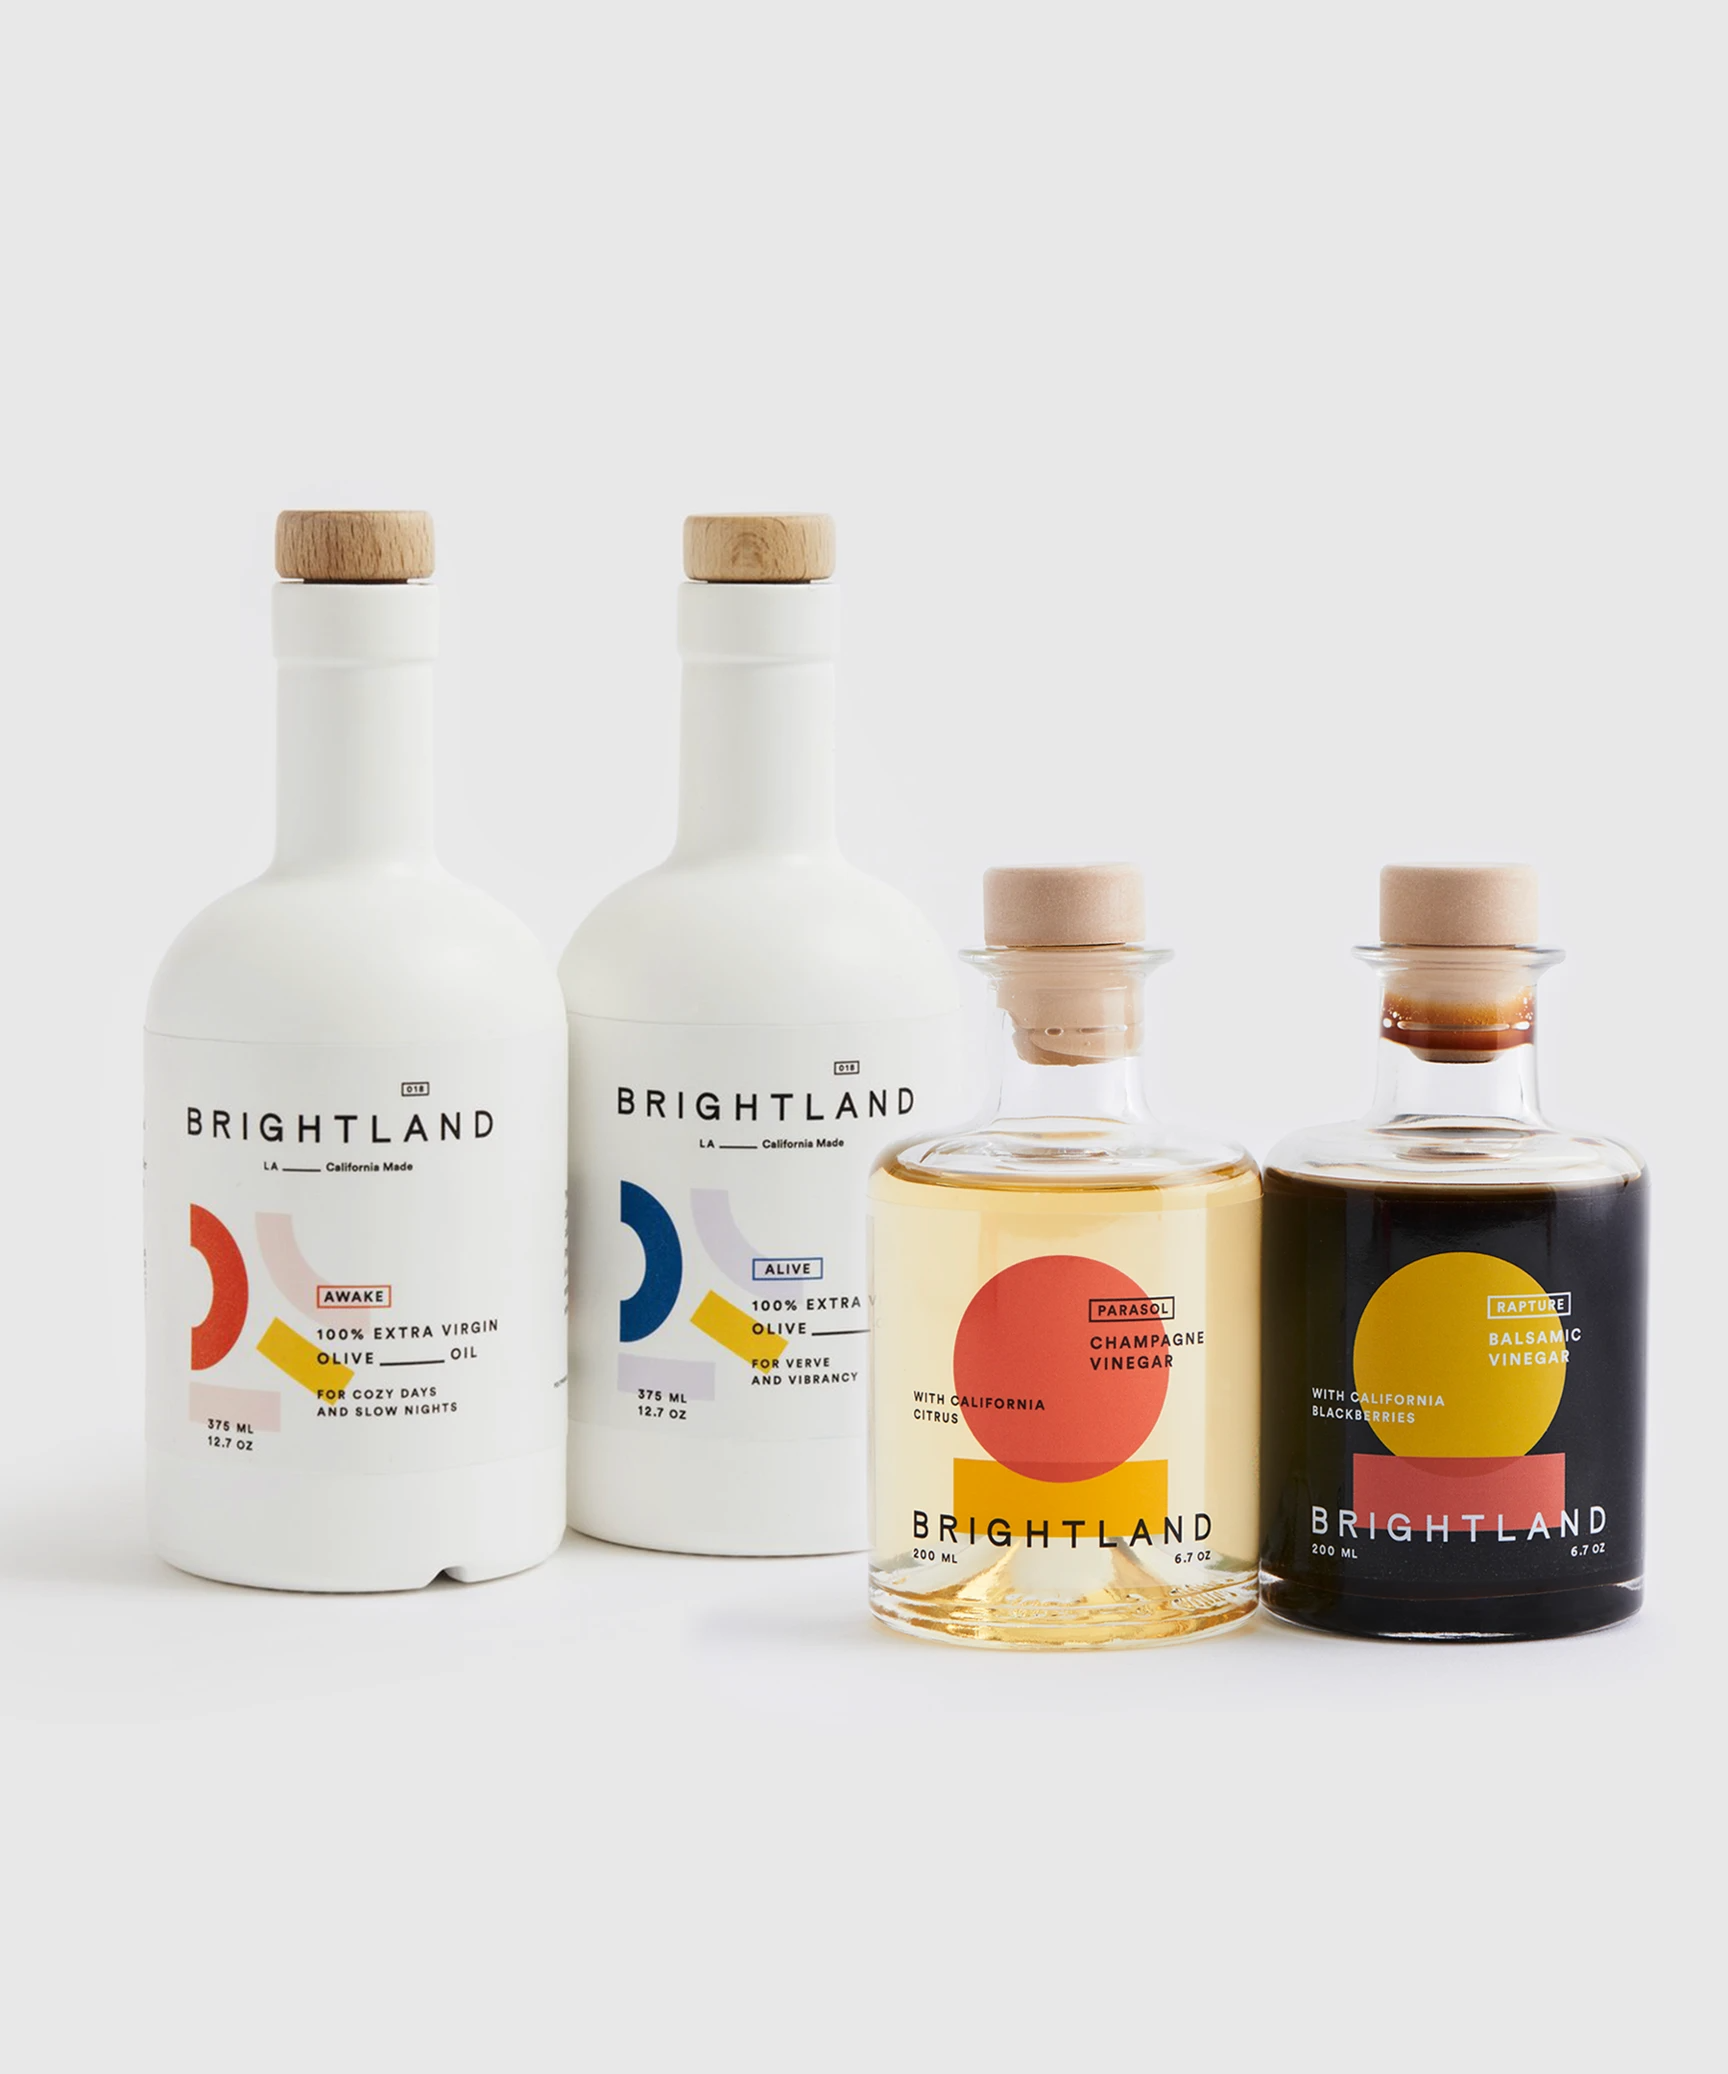 018
BRIGHTLAND
LA California Made
AWAKE
100% EXTRA VIRGIN
OLIVE OIL
FOR COZY DAYS
AND SLOW NIGHTS
375 ML
12.7 OZ
018
BRIGHTLAND
LA California Made
ALIVE
100% EXTRA
OLIVE
FOR VERVE
AND VIBRANCY
375 ML
12.7 OZ
PARASOL
CHAMPAGNE
VINEGAR
WITH CALIFORNIA
CITRUS
BRIGHTLAND
200 ML 6.7 OZ
RAPTURE
BALSAMIC
VINEGAR
WITH CALIFORNIA
BLACKBERRIES
BRIGHTLAND
200 ML 6.7 OZ